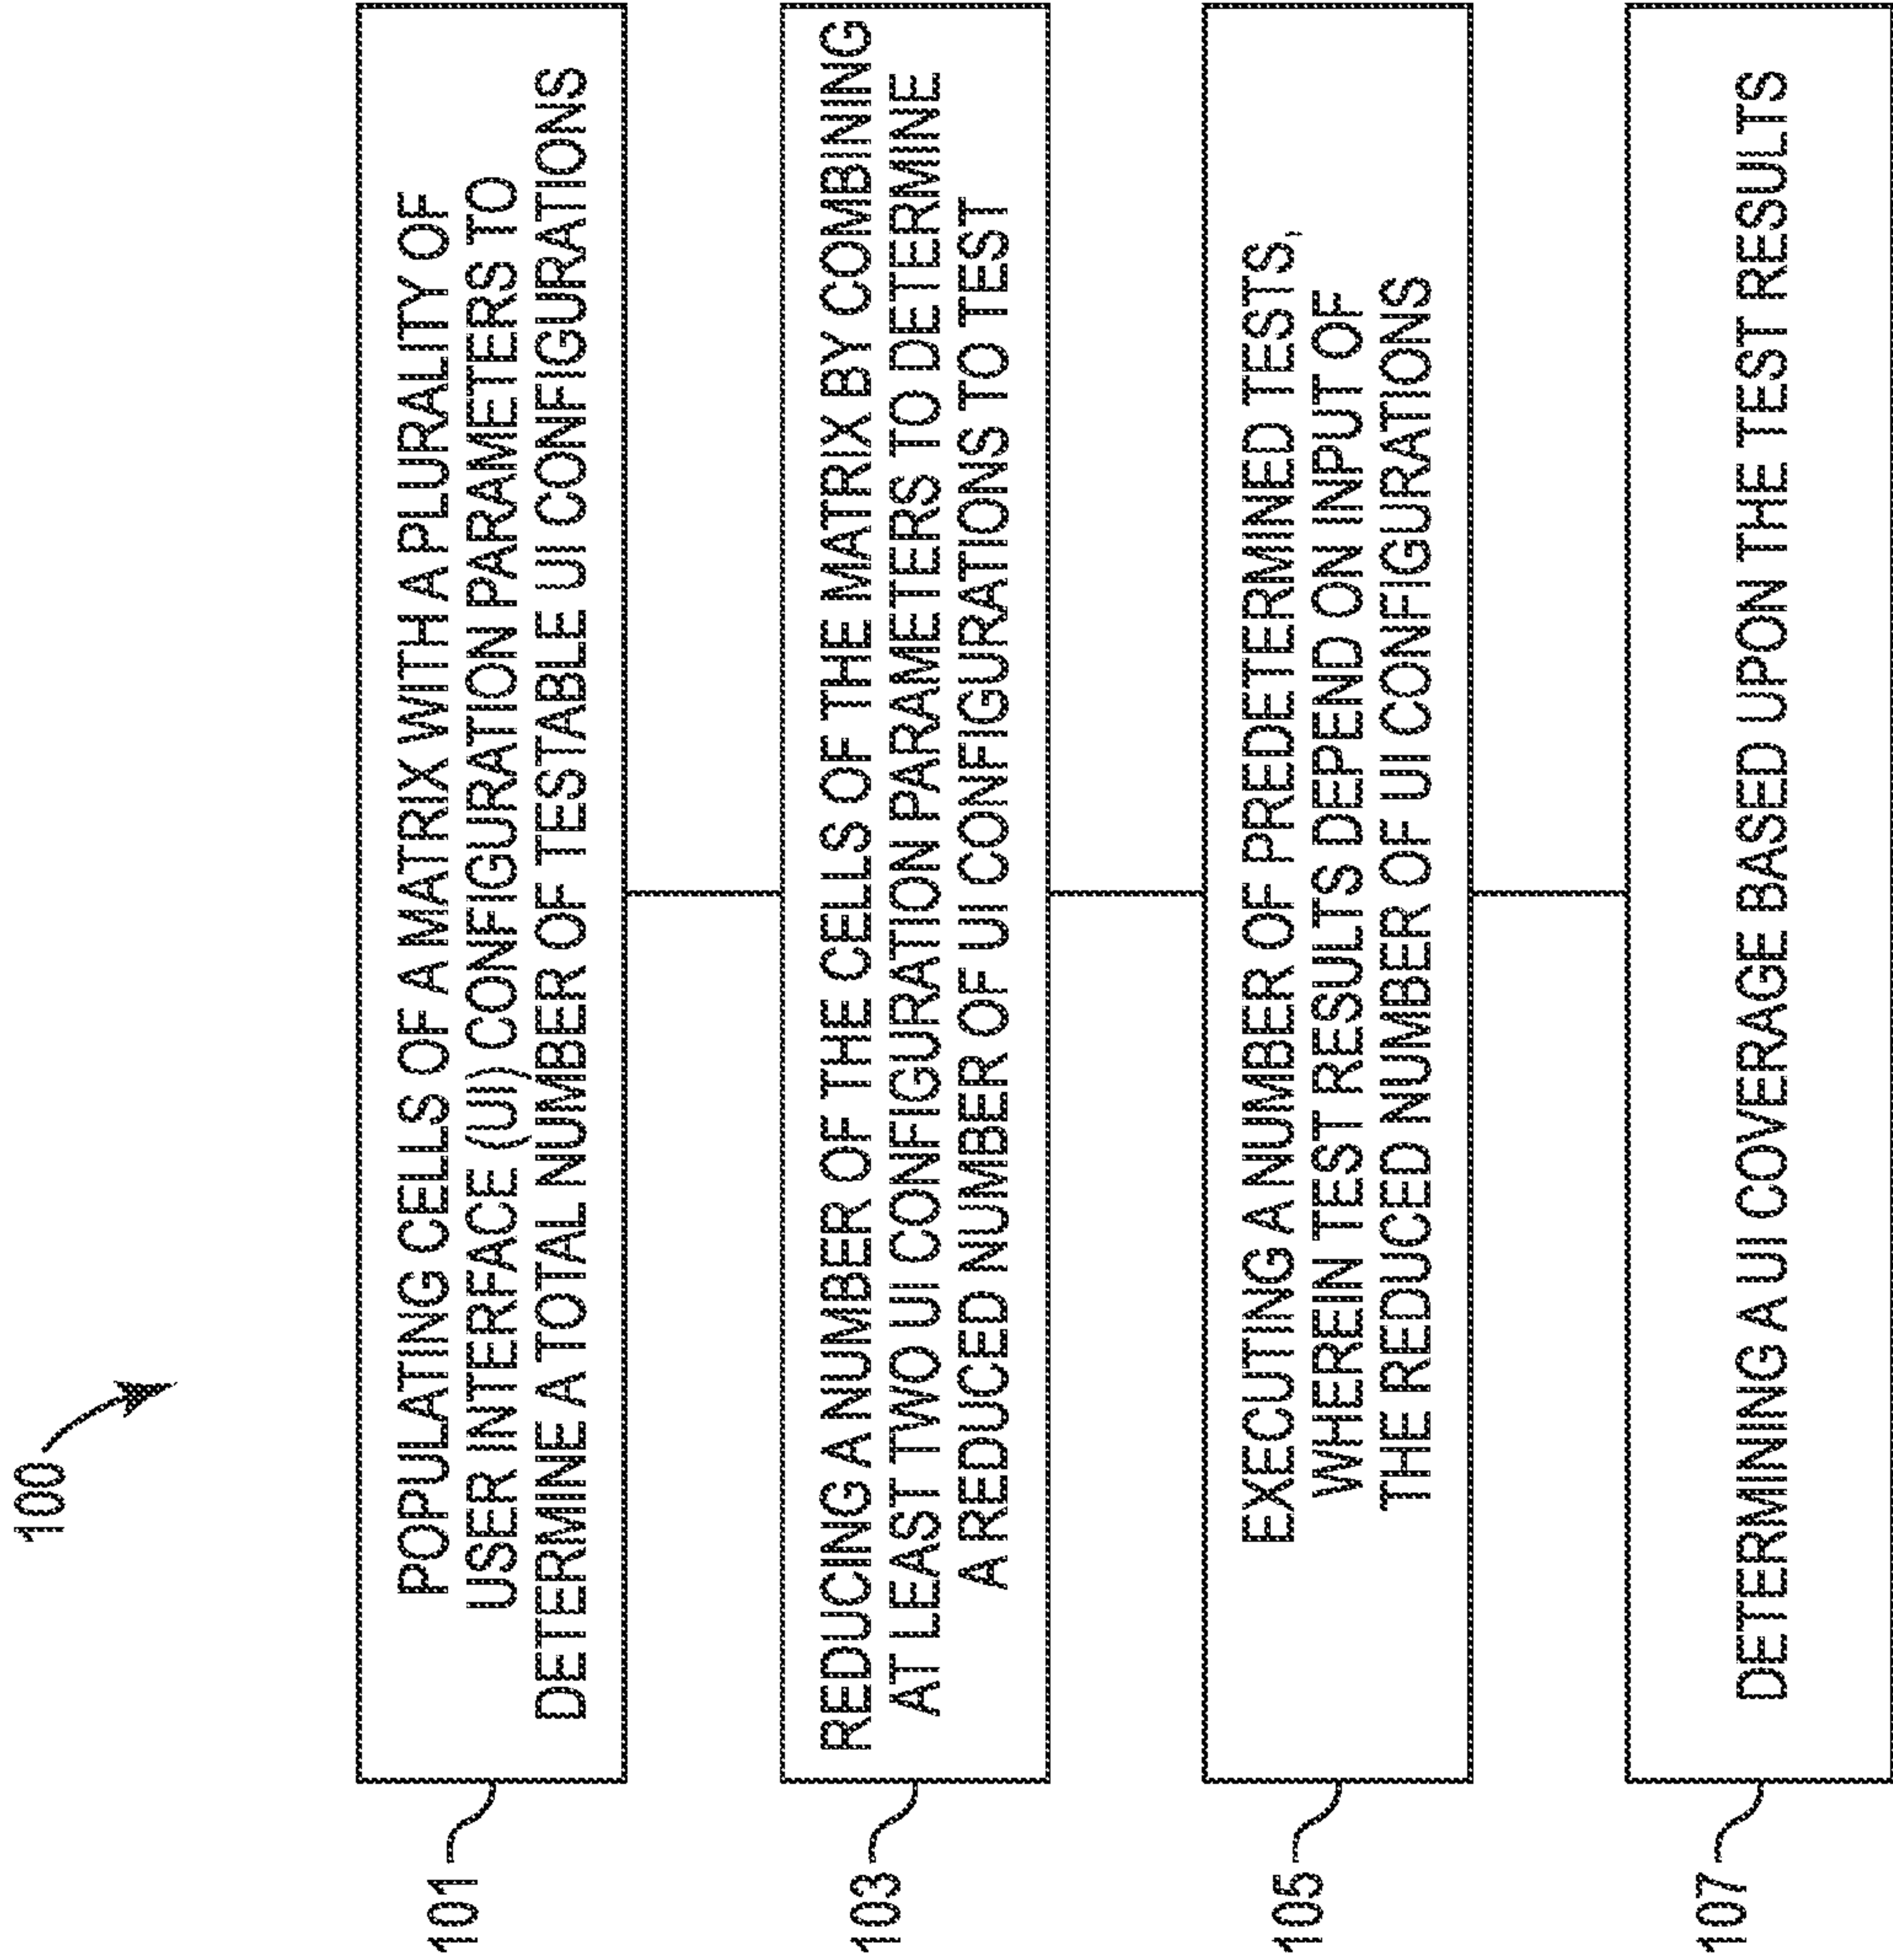 100
101
POPULATING CELLS OF A MATRIX WITH A PLURALITY OF
USER INTERFACE (UI) CONFIGURATION PARAMETERS TO
DETERMINE A TOTAL NUMBER OF TESTABLE UI CONFIGURATIONS
103
REDUCING A NUMBER OF THE CELLS OF THE MATRIX BY COMBINING
AT LEAST TWO UI CONFIGURATION PARAMETERS TO DETERMINE
A REDUCED NUMBER OF UI CONFIGURATIONS TO TEST
105
EXECUTING A NUMBER OF PREDETERMINED TESTS,
WHEREIN TEST RESULTS DEPEND ON INPUT OF
THE REDUCED NUMBER OF UI CONFIGURATIONS
107
DETERMINING A UI COVERAGE BASED UPON THE TEST RESULTS